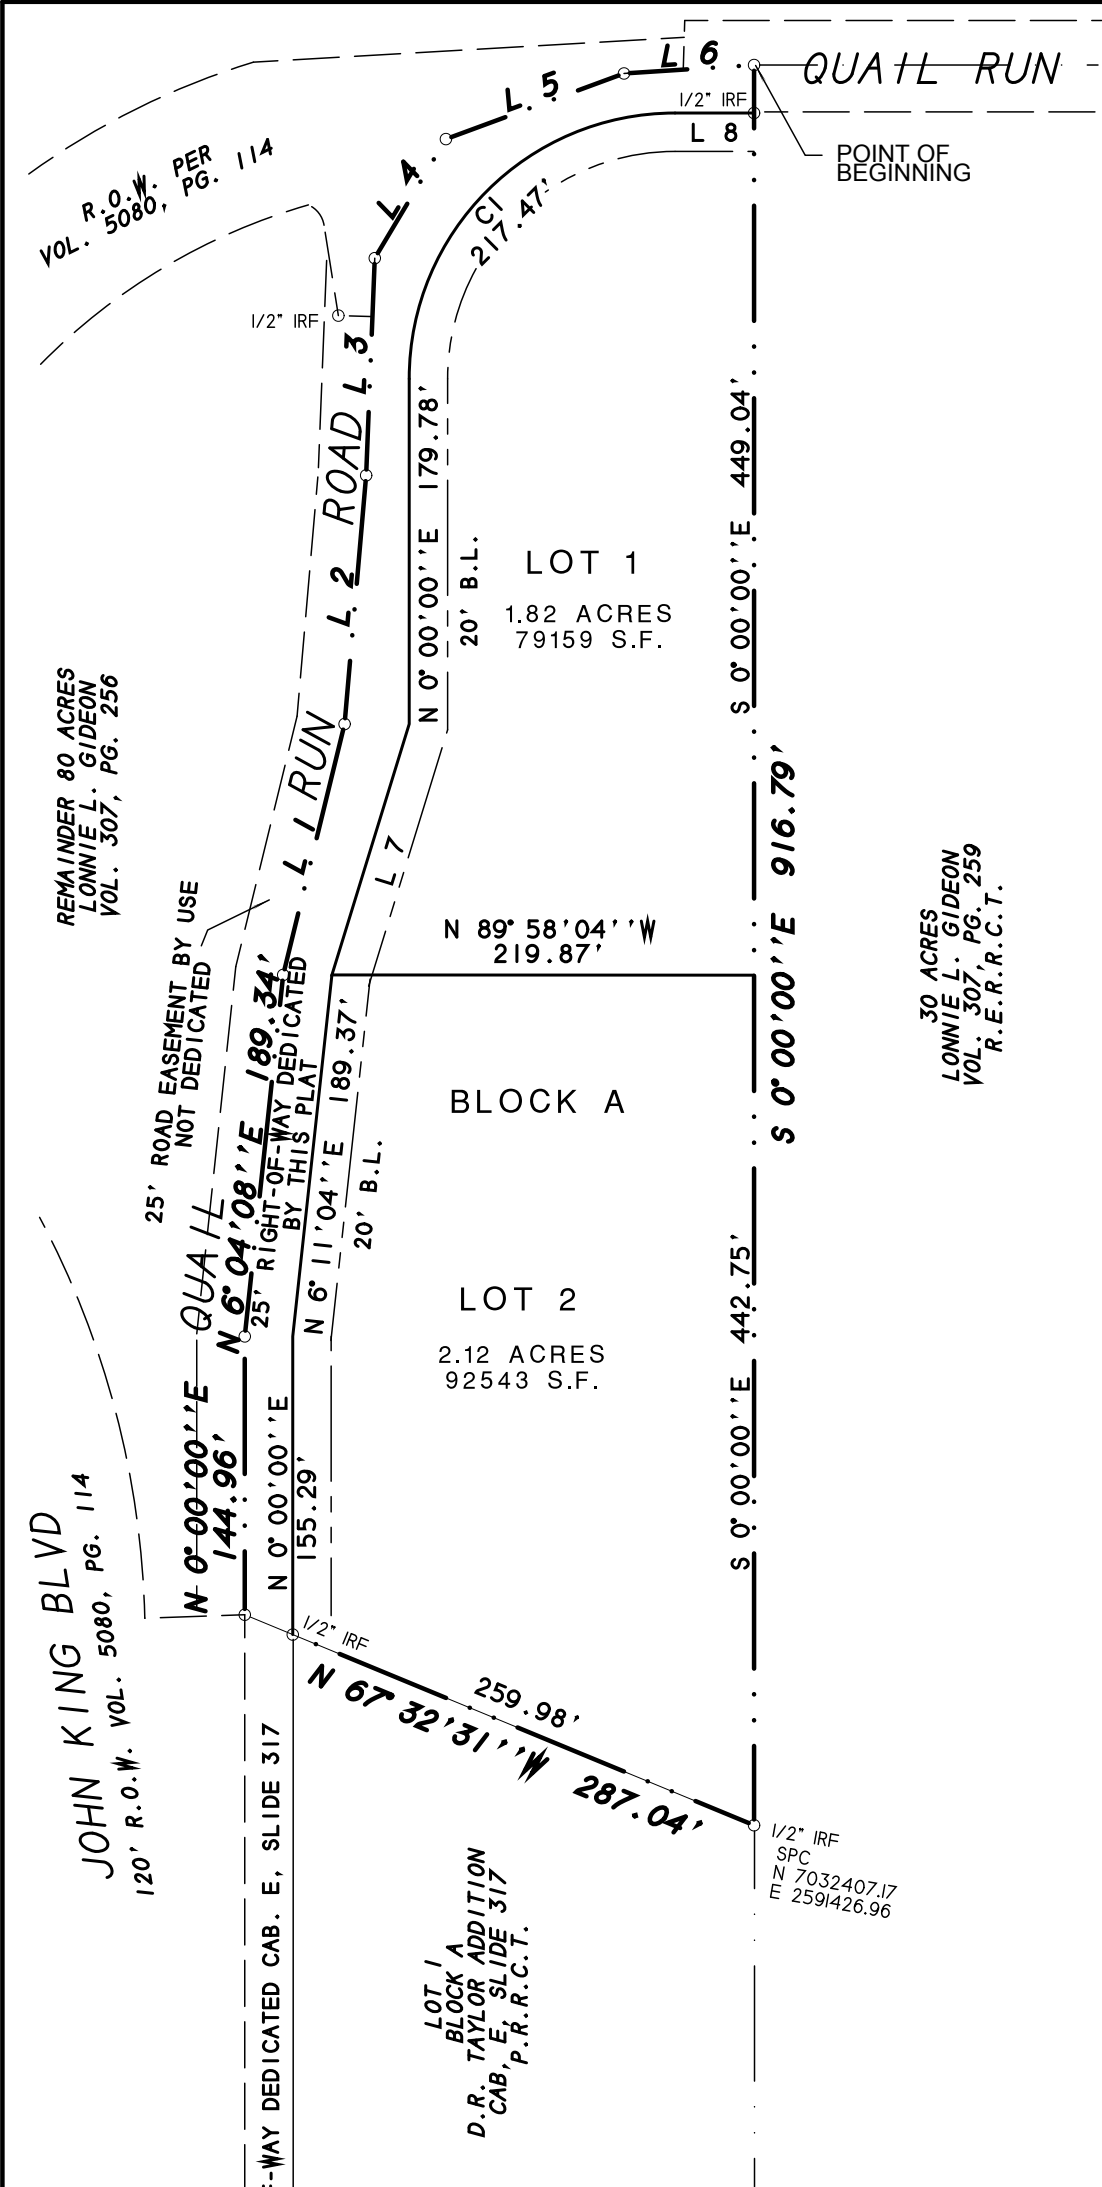 L 6
QUAIL RUN
L. 5
1/2" IRF
L 8
POINT OF
BEGINNING
R.O.W. PER
VOL. 5080, PG. 114
L 4
C1
217.47'
1/2" IRF
L. 3
QUAIL RUN ROAD
N 0°00'00''E 179.78'
20' B.L.
S 0°00'00''E 449.04'
LOT 1
1.82 ACRES
79159 S.F.
L. 2
REMAINDER 80 ACRES
LONNIE L. GIDEON
VOL. 307, PG. 256
L 1
L 7
S 0°00'00''E 916.79'
N 89°58'04''W
219.87'
30 ACRES
LONNIE L. GIDEON
VOL. 307, PG. 259
R.E.R.R.C.T.
25' ROAD EASEMENT BY USE
NOT DEDICATED
N 6°04'08''E 189.34'
25' RIGHT-OF-WAY DEDICATED
BY THIS PLAT
N 6°11'04''E 189.37'
20' B.L.
BLOCK A
LOT 2
2.12 ACRES
92543 S.F.
S 0°00'00''E 442.75'
N 0°00'00''E
144.96'
N 0°00'00''E
155.29'
JOHN KING BLVD
120' R.O.W. VOL. 5080, PG. 114
1/2" IRF
259.98'
N 67°32'31''W 287.04'
1/2" IRF
SPC
N 7032407.17
E 2591426.96
-WAY DEDICATED CAB. E, SLIDE 317
LOT 1
BLOCK A
D.R. TAYLOR ADDITION
CAB, E, SLIDE 317
P.R.R.C.T.